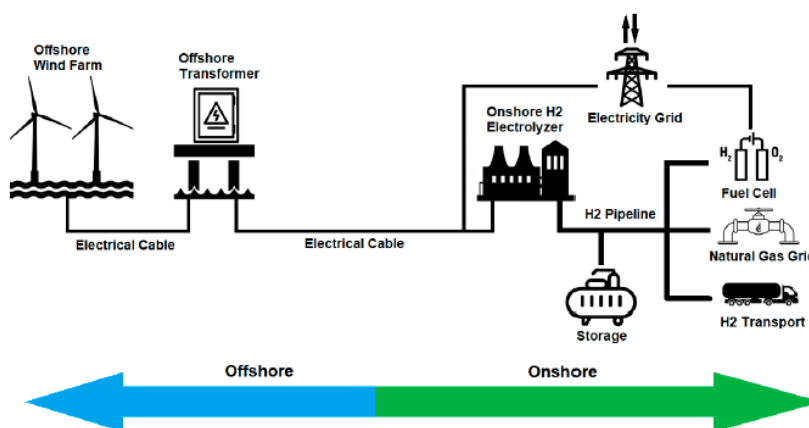 Offshore
Wind Farm
Offshore
Transformer
Electrical Cable
Electrical Cable
Onshore H2
Electrolyzer
Electricity Grid
H2 O2
Fuel Cell
H2 Pipeline
Natural Gas Grid
Storage
H2 Transport
Offshore
Onshore